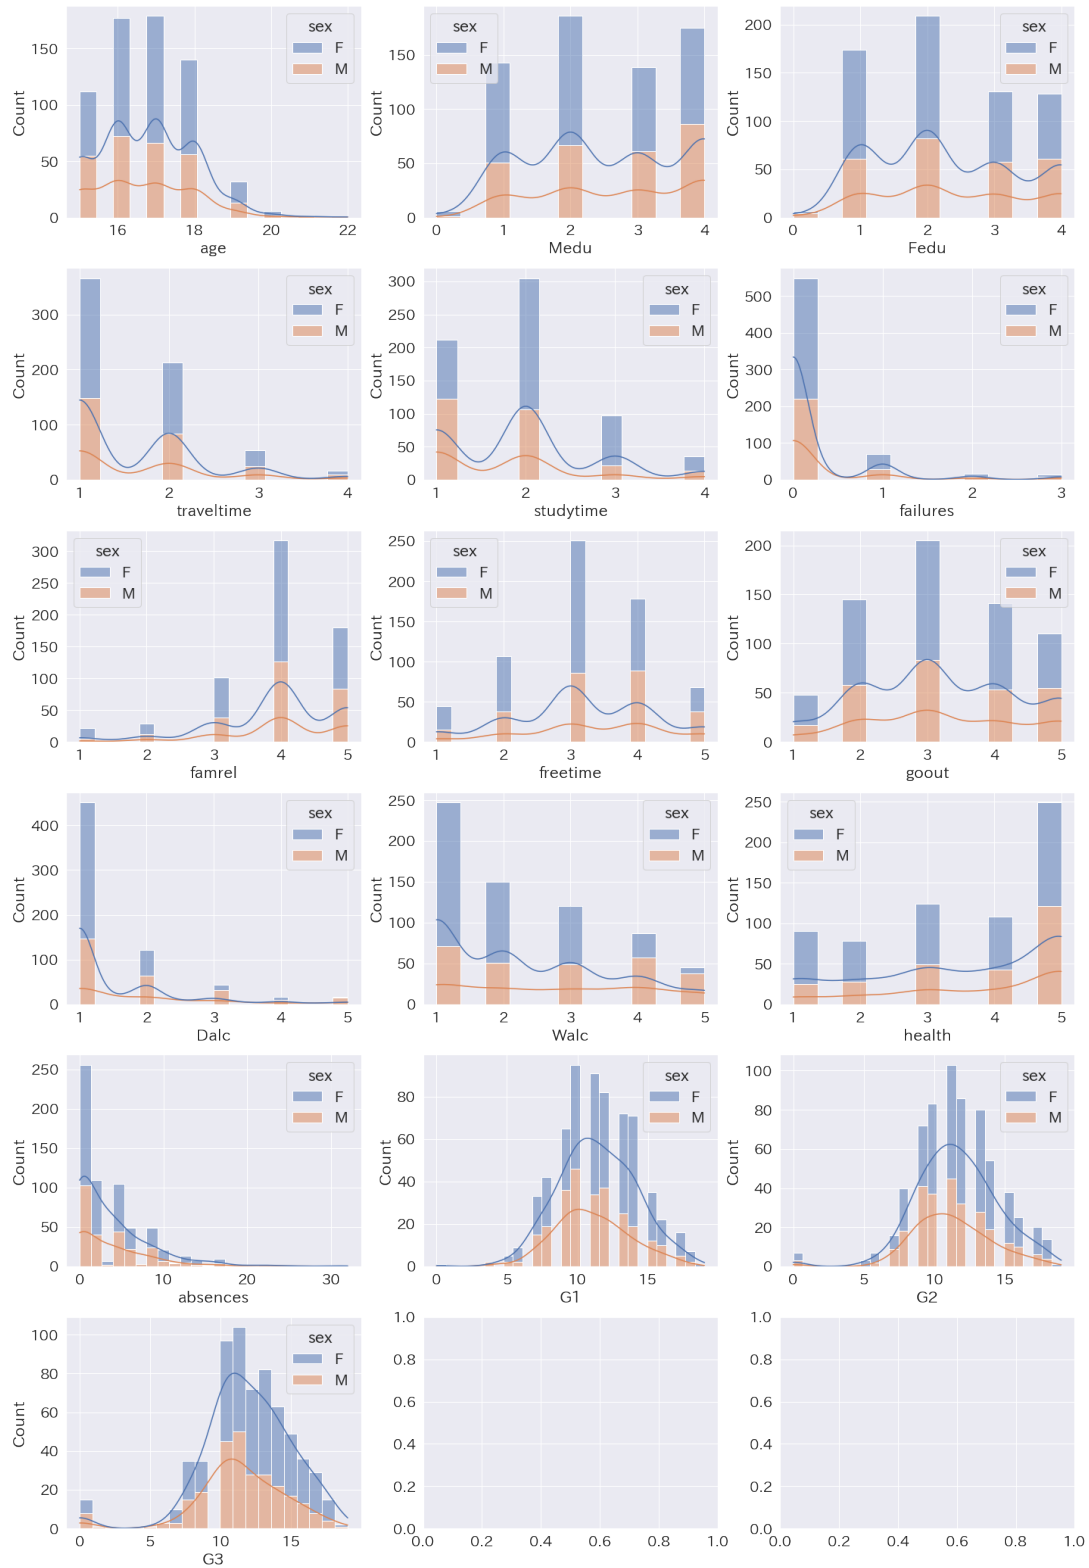 sex
F
M
Count
150
100
50
0
16 18 20 22
age
sex
F
M
Count
150
100
50
0
0 1 2 3 4
Medu
sex
F
M
Count
200
150
100
50
0
0 1 2 3 4
Fedu
sex
F
M
Count
300
200
100
0
1 2 3 4
traveltime
sex
F
M
Count
300
250
200
150
100
50
0
1 2 3 4
studytime
sex
F
M
Count
500
400
300
200
100
0
0 1 2 3
failures
sex
F
M
Count
300
250
200
150
100
50
0
1 2 3 4 5
famrel
sex
F
M
Count
250
200
150
100
50
0
1 2 3 4 5
freetime
sex
F
M
Count
200
150
100
50
0
1 2 3 4 5
goout
sex
F
M
Count
400
300
200
100
0
1 2 3 4 5
Dalc
sex
F
M
Count
250
200
150
100
50
0
1 2 3 4 5
Walc
sex
F
M
Count
250
200
150
100
50
0
1 2 3 4 5
health
sex
F
M
Count
250
200
150
100
50
0
0 10 20 30
absences
sex
F
M
Count
80
60
40
20
0
0 5 10 15
G1
sex
F
M
Count
100
80
60
40
20
0
0 5 10 15
G2
sex
F
M
Count
100
80
60
40
20
0
0 5 10 15
G3
1.0
0.8
0.6
0.4
0.2
0.0
0.0 0.2 0.4 0.6 0.8 1.0
1.0
0.8
0.6
0.4
0.2
0.0
0.0 0.2 0.4 0.6 0.8 1.0